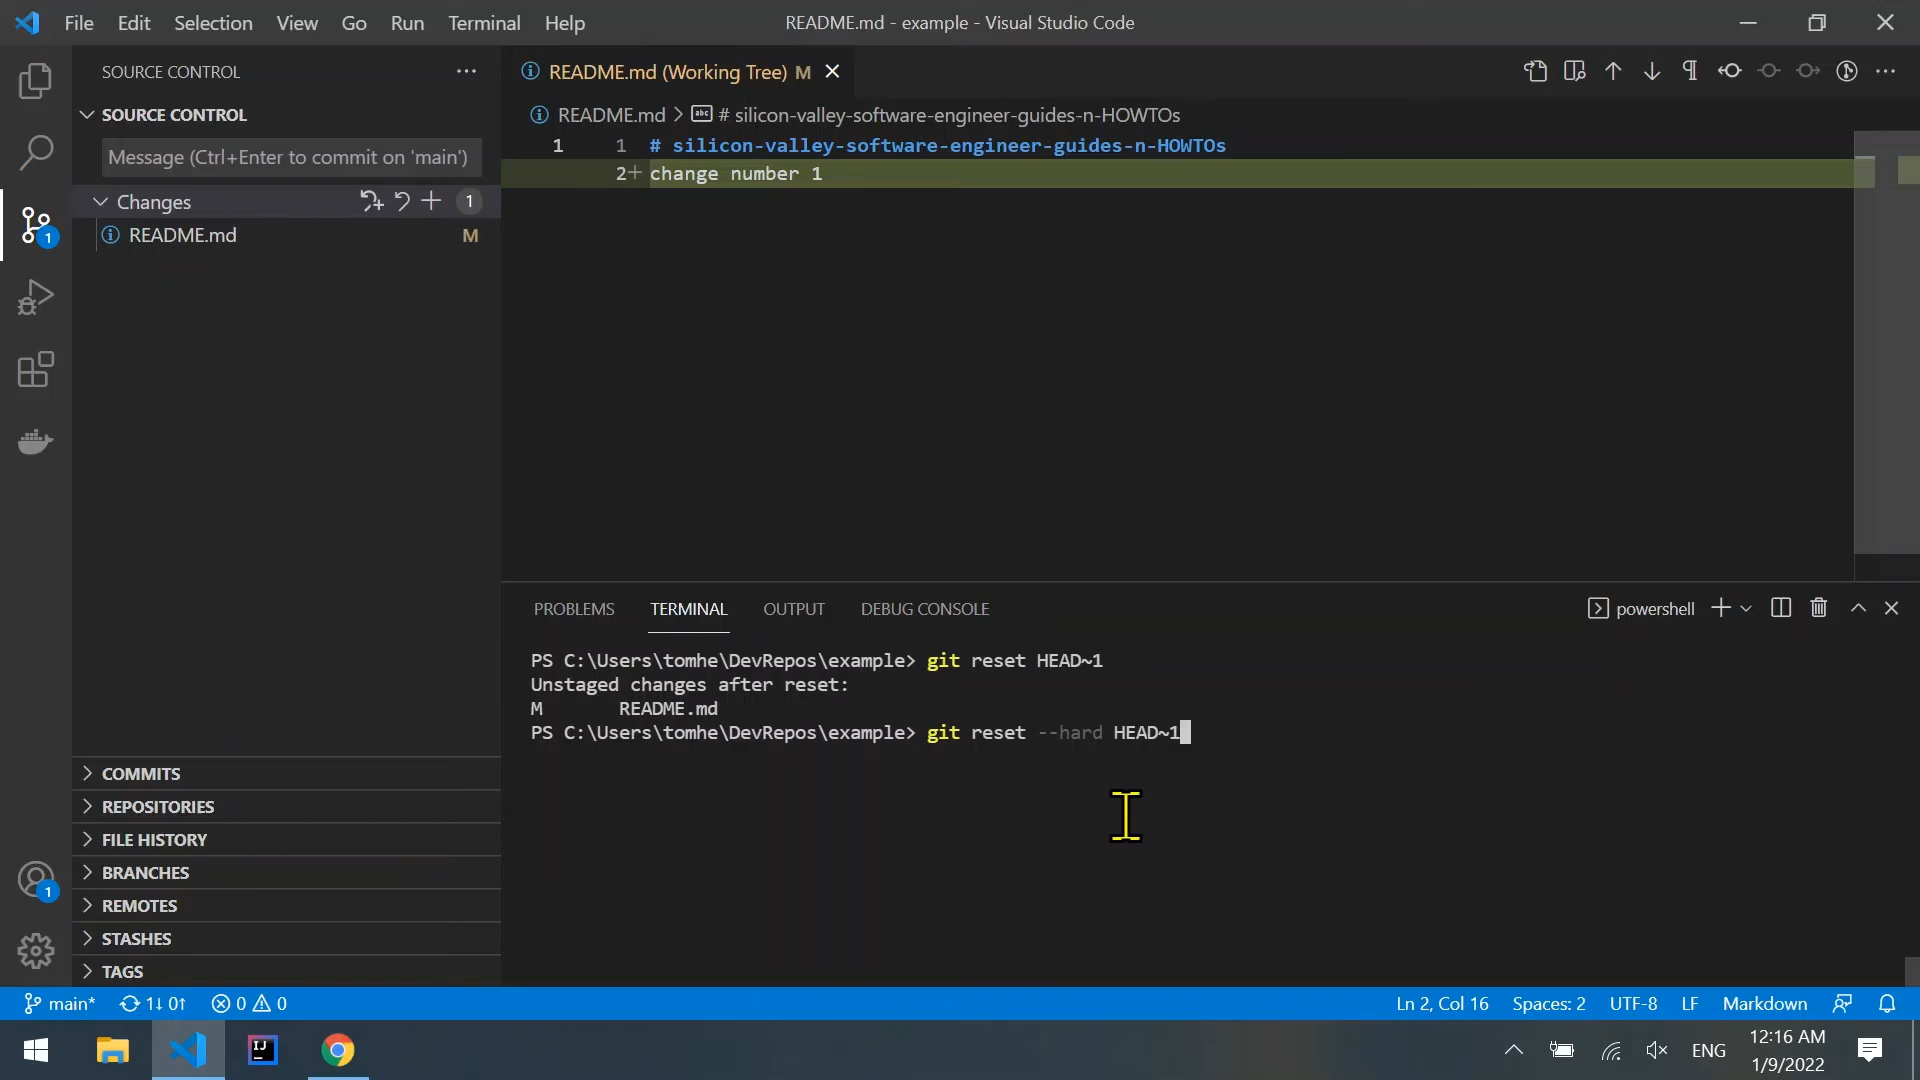 File Edit Selection View Go Run Terminal Help
README.md - example - Visual Studio Code
SOURCE CONTROL
README.md (Working Tree) M
SOURCE CONTROL
README.md > # silicon-valley-software-engineer-guides-n-HOWTOs
Message (Ctrl+Enter to commit on 'main')
1 1 # silicon-valley-software-engineer-guides-n-HOWTOs
2+ change number 1
Changes 1
README.md M
1
PROBLEMS TERMINAL OUTPUT DEBUG CONSOLE
powershell
PS C:\Users\tomhe\DevRepos\example> git reset HEAD~1
Unstaged changes after reset:
M README.md
PS C:\Users\tomhe\DevRepos\example> git reset --hard HEAD~1
COMMITS
REPOSITORIES
FILE HISTORY
BRANCHES
REMOTES
STASHES
TAGS
1
main* 1↓ 0↑ 0 0
Ln 2, Col 16 Spaces: 2 UTF-8 LF Markdown
IJ
ENG
12:16 AM
1/9/2022